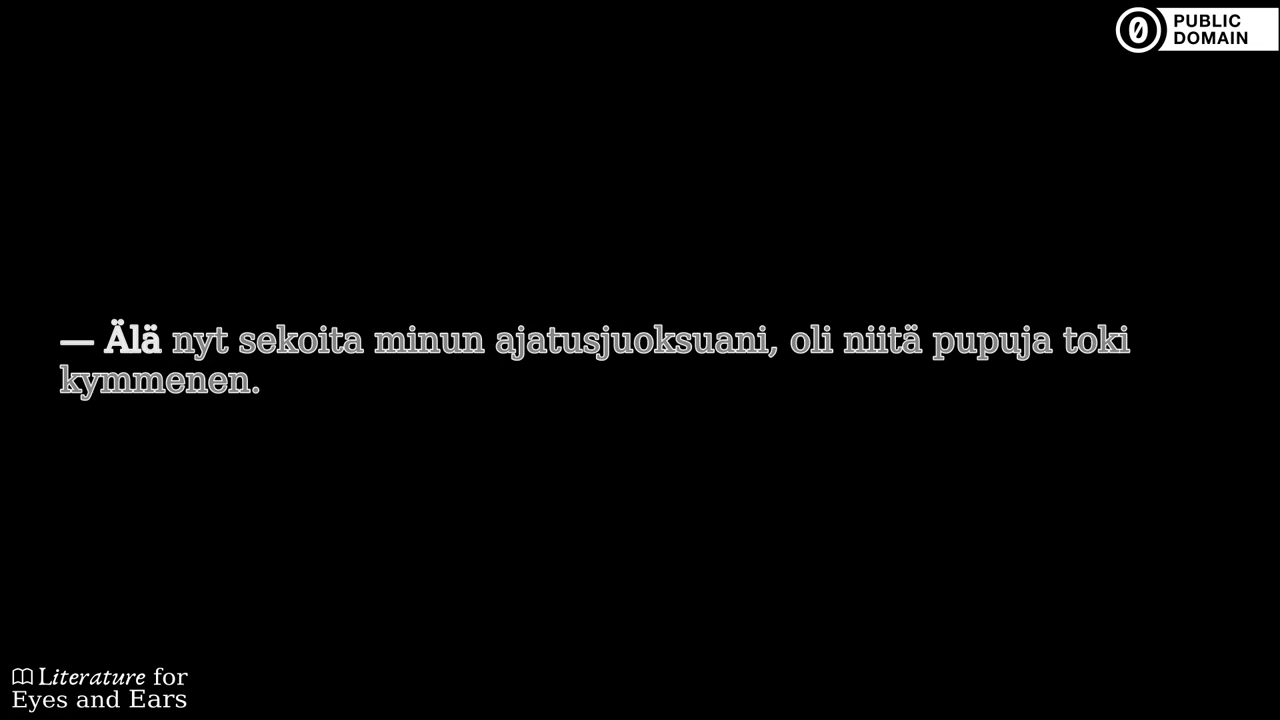 PUBLIC
DOMAIN
— Älä nyt sekoita minun ajatusjuoksuani, oli niitä pupuja toki
kymmenen.
Literature for
Eyes and Ears